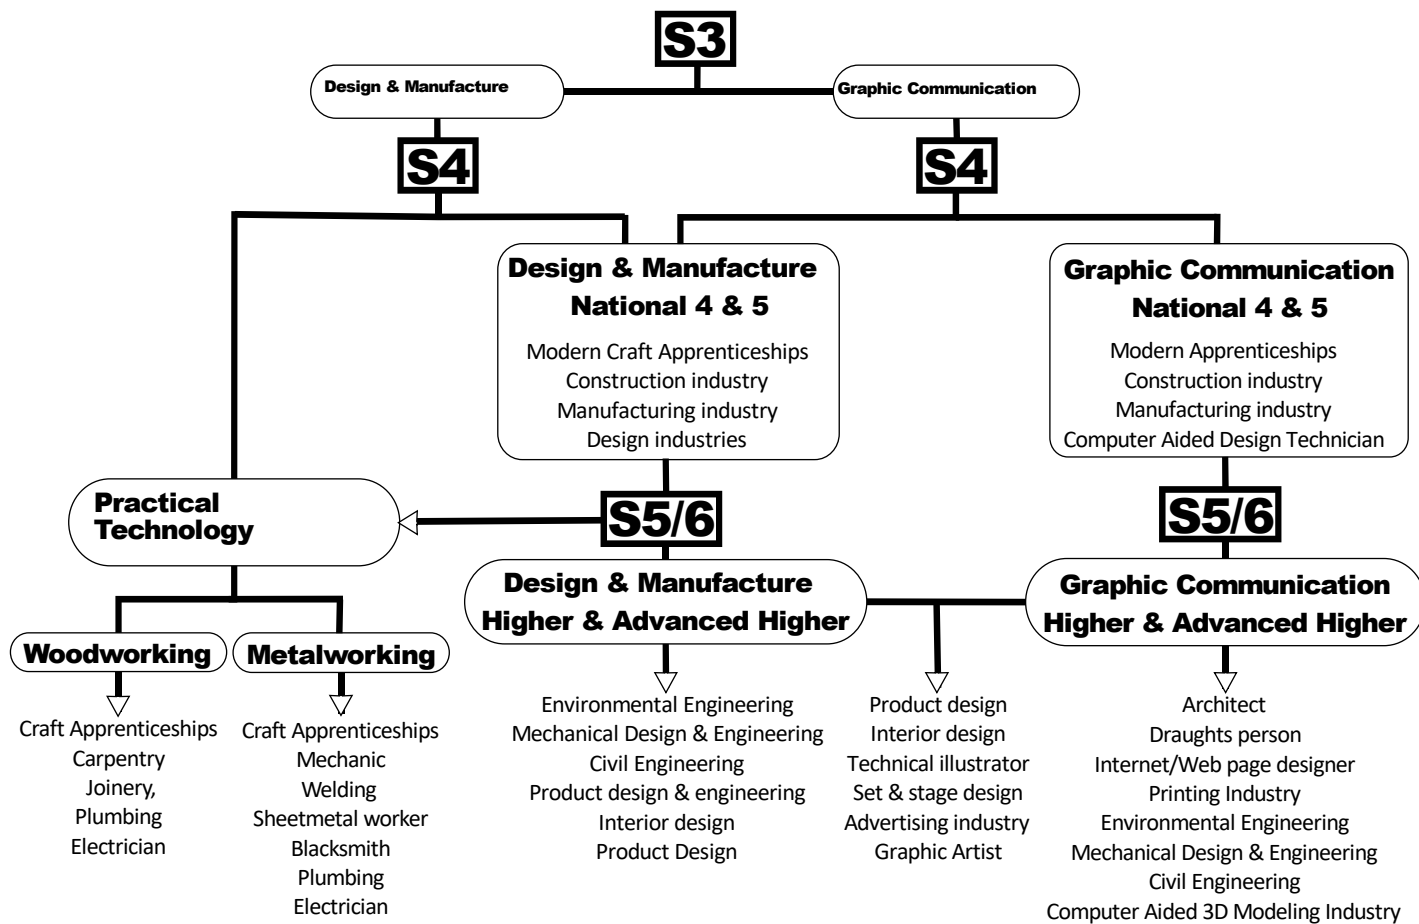 S3
Design & Manufacture
Graphic Communication
S4
S4
Design & Manufacture
National 4 & 5
Modern Craft Apprenticeships
Construction industry
Manufacturing industry
Design industries
Graphic Communication
National 4 & 5
Modern Apprenticeships
Construction industry
Manufacturing industry
Computer Aided Design Technician
Practical
Technology
S5/6
S5/6
Design & Manufacture
Higher & Advanced Higher
Graphic Communication
Higher & Advanced Higher
Woodworking
Metalworking
Craft Apprenticeships
Carpentry
Joinery,
Plumbing
Electrician
Craft Apprenticeships
Mechanic
Welding
Sheetmetal worker
Blacksmith
Plumbing
Electrician
Environmental Engineering
Mechanical Design & Engineering
Civil Engineering
Product design & engineering
Interior design
Product Design
Product design
Interior design
Technical illustrator
Set & stage design
Advertising industry
Graphic Artist
Architect
Draughts person
Internet/Web page designer
Printing Industry
Environmental Engineering
Mechanical Design & Engineering
Civil Engineering
Computer Aided 3D Modeling Industry